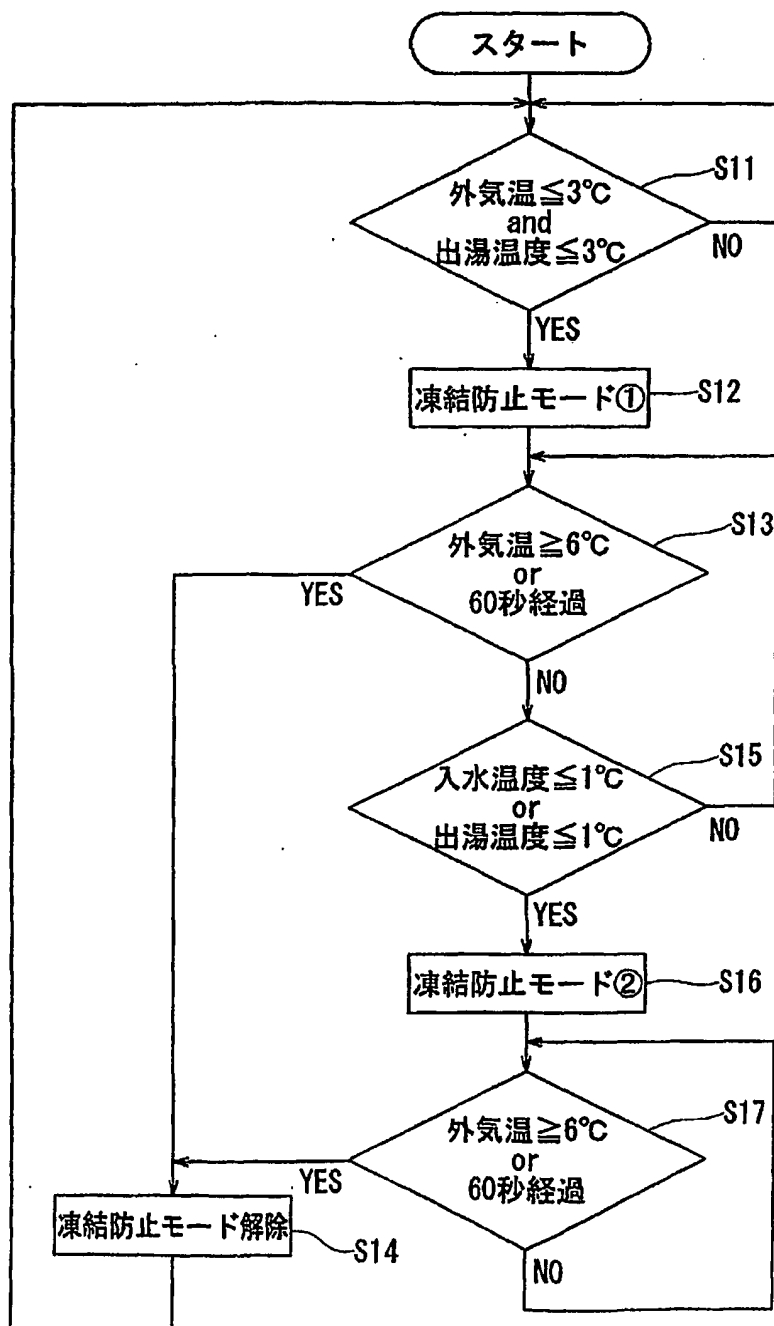 スタート
S11
外気温≦3℃
and
出湯温度≦3℃
NO
YES
凍結防止モード①
S12
S13
外気温≧6℃
or
60秒経過
YES
NO
S15
入水温度≦1℃
or
出湯温度≦1℃
NO
YES
凍結防止モード②
S16
S17
外気温≧6℃
or
60秒経過
YES
凍結防止モード解除
S14
NO